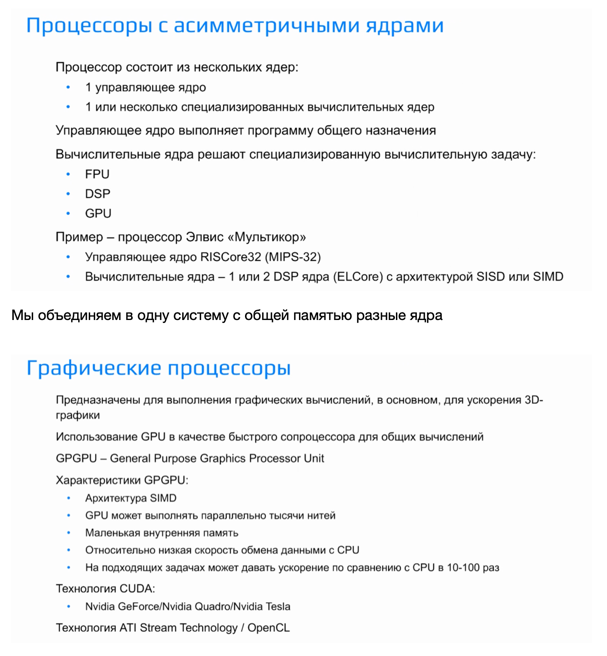 Процессоры с асимметричными ядрами
Процессор состоит из нескольких ядер:
• 1 управляющее ядро
• 1 или несколько специализированных вычислительных ядер
Управляющее ядро выполняет программу общего назначения
Вычислительные ядра решают специализированную вычислительную задачу:
• FPU
• DSP
• GPU
Пример – процессор Элвис «Мультикор»
• Управляющее ядро RISCore32 (MIPS-32)
• Вычислительные ядра – 1 или 2 DSP ядра (ELCore) с архитектурой SISD или SIMD
Мы объединяем в одну систему с общей памятью разные ядра
Графические процессоры
Предназначены для выполнения графических вычислений, в основном, для ускорения 3D-
графики
Использование GPU в качестве быстрого сопроцессора для общих вычислений
GPGPU – General Purpose Graphics Processor Unit
Характеристики GPGPU:
• Архитектура SIMD
• GPU может выполнять параллельно тысячи нитей
• Маленькая внутренняя память
• Относительно низкая скорость обмена данными с CPU
• На подходящих задачах может давать ускорение по сравнению с CPU в 10-100 раз
Технология CUDA:
• Nvidia GeForce/Nvidia Quadro/Nvidia Tesla
Технология ATI Stream Technology / OpenCL